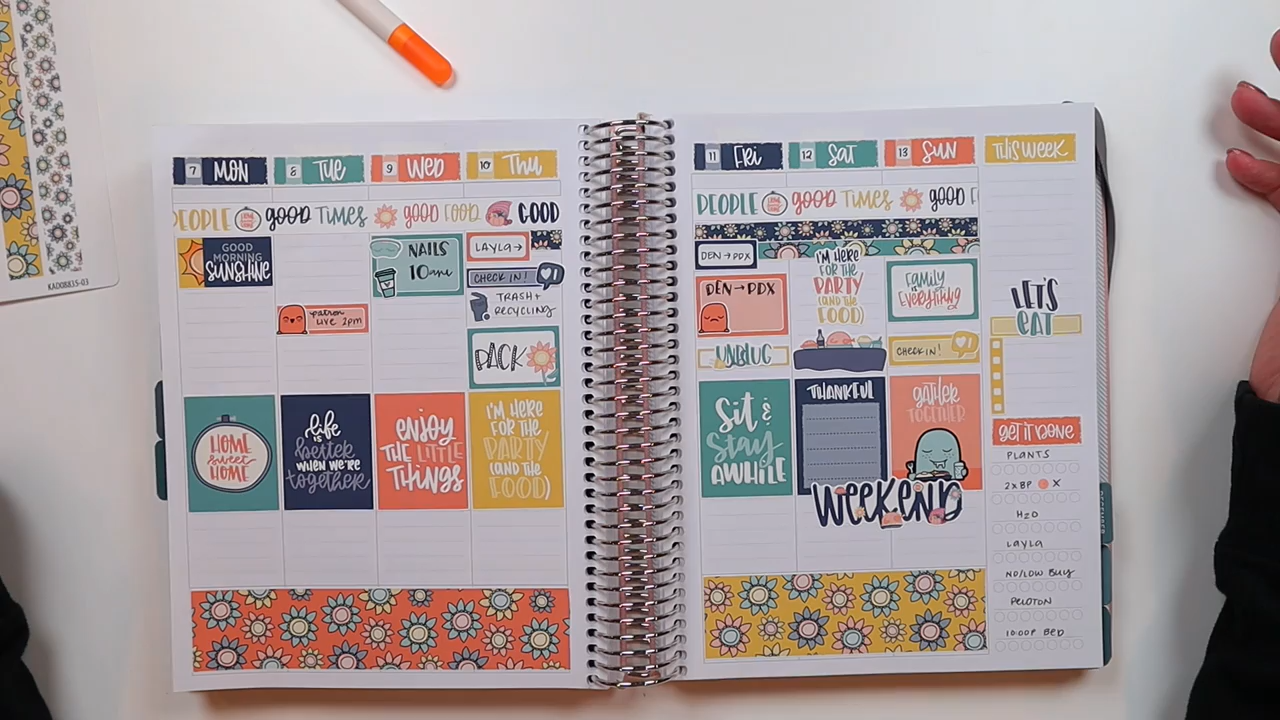 7 MON
8 TUE
9 WED
10 THU
11 FRI
12 SAT
13 SUN
THIS WEEK
PEOPLE GOOD TIMES GOOD FOOD GOOD
PEOPLE GOOD TIMES GOOD
GOOD
MORNING
SUNSHINE
patron
live 2pm
NAILS
10am
LAYLA→
CHECK IN!
TRASH+
RECYCLING
PACK
HOME
sweet
HOME
life
is
better
WHEN WE'RE
together
enjoy
THE LITTLE
THINGS
I'M HERE
FOR THE
PARTY
(AND THE
FOOD)
DEN→PDX
DEN→PDX
UNPLUG
Sit &
stay
AWHILE
I'M HERE
FOR THE
PARTY
(AND THE
FOOD)
THANKFUL
FAMILY
IS
EVERYTHING
CHECK IN!
GATHER
TOGETHER
WEEKEND
LET'S
EAT
GET IT DONE
PLANTS
2x BP X
H2O
LAYLA
NO/LOW BUY
PELOTON
10:00P BED
DECEMBER
KAD08835-03